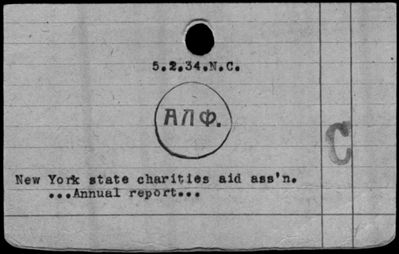 5.2.34.N.C.
АЛФ.
C
New York state charities aid ass'n.
...Annual report...